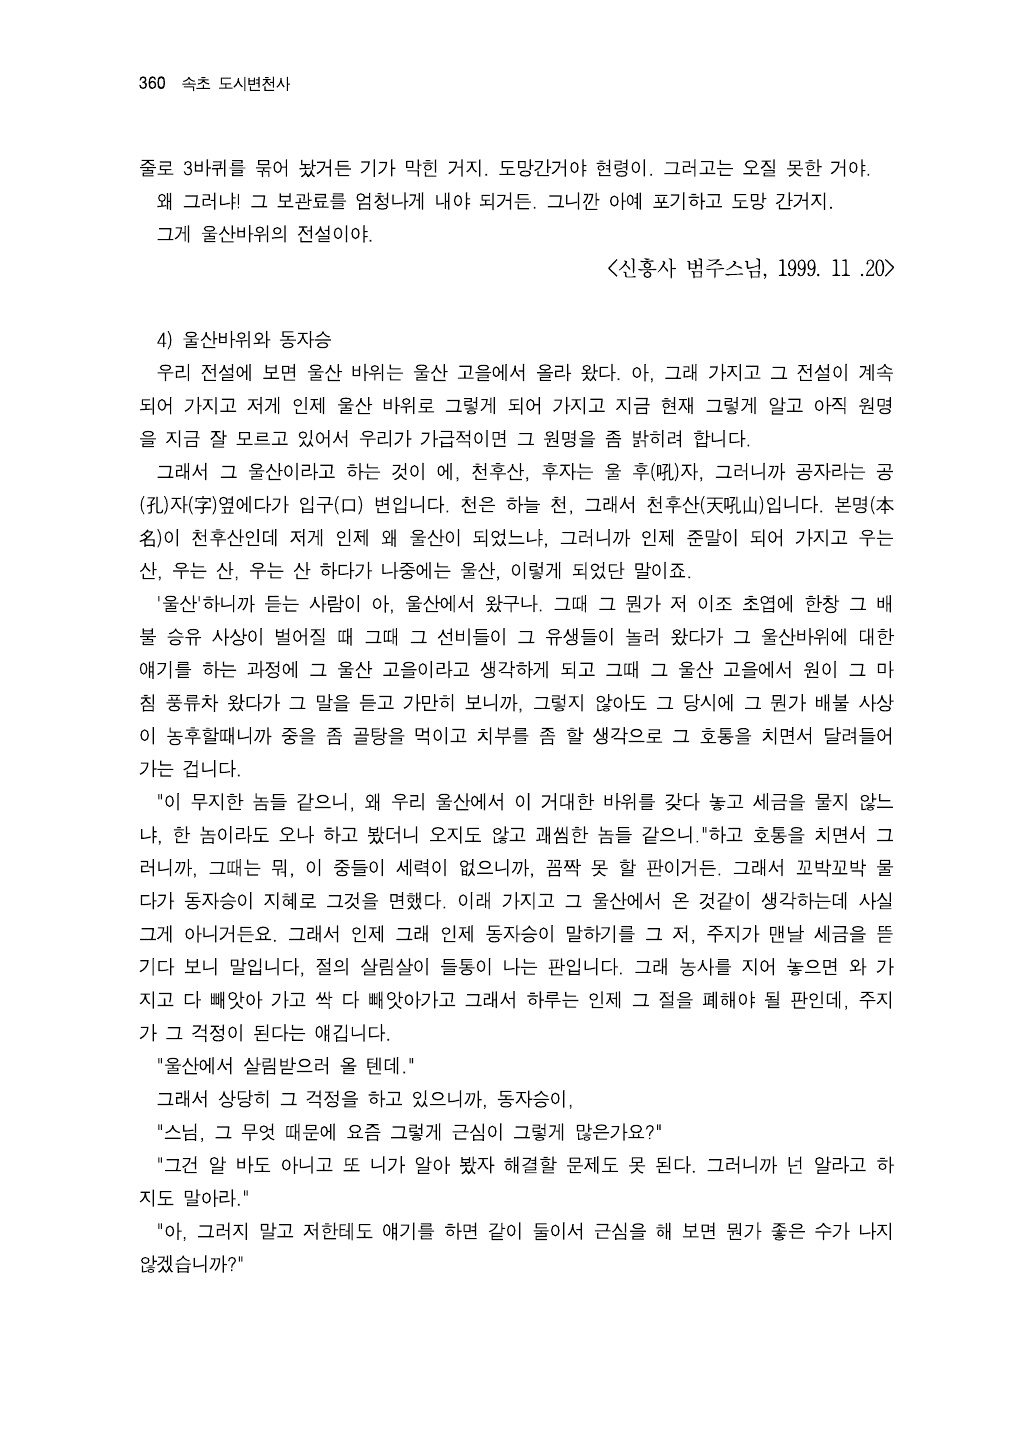 360 속초 도시변천사
줄로 3바퀴를 묶어 놨거든 기가 막힌 거지. 도망간거야 현령이. 그러고는 오질 못한 거야.
왜 그러냐! 그 보관료를 엄청나게 내야 되거든. 그니깐 아예 포기하고 도망 간거지.
그게 울산바위의 전설이야.
<신흥사 범주스님, 1999. 11 .20>
4) 울산바위와 동자승
우리 전설에 보면 울산 바위는 울산 고을에서 올라 왔다. 아, 그래 가지고 그 전설이 계속
되어 가지고 저게 인제 울산 바위로 그렇게 되어 가지고 지금 현재 그렇게 알고 아직 원명
을 지금 잘 모르고 있어서 우리가 가급적이면 그 원명을 좀 밝히려 합니다.
그래서 그 울산이라고 하는 것이 에, 천후산, 후자는 울 후(吼)자, 그러니까 공자라는 공
(孔)자(字)옆에다가 입구(口) 변입니다. 천은 하늘 천, 그래서 천후산(天吼山)입니다. 본명(本
名)이 천후산인데 저게 인제 왜 울산이 되었느냐, 그러니까 인제 준말이 되어 가지고 우는
산, 우는 산, 우는 산 하다가 나중에는 울산, 이렇게 되었단 말이죠.
'울산'하니까 듣는 사람이 아, 울산에서 왔구나. 그때 그 뭔가 저 이조 초엽에 한창 그 배
불 승유 사상이 벌어질 때 그때 그 선비들이 그 유생들이 놀러 왔다가 그 울산바위에 대한
얘기를 하는 과정에 그 울산 고을이라고 생각하게 되고 그때 그 울산 고을에서 원이 그 마
침 풍류차 왔다가 그 말을 듣고 가만히 보니까, 그렇지 않아도 그 당시에 그 뭔가 배불 사상
이 농후할때니까 중을 좀 골탕을 먹이고 치부를 좀 할 생각으로 그 호통을 치면서 달려들어
가는 겁니다.
"이 무지한 놈들 같으니, 왜 우리 울산에서 이 거대한 바위를 갖다 놓고 세금을 물지 않느
냐, 한 놈이라도 오나 하고 봤더니 오지도 않고 괘씸한 놈들 같으니."하고 호통을 치면서 그
러니까, 그때는 뭐, 이 중들이 세력이 없으니까, 꼼짝 못 할 판이거든. 그래서 꼬박꼬박 물
다가 동자승이 지혜로 그것을 면했다. 이래 가지고 그 울산에서 온 것같이 생각하는데 사실
그게 아니거든요. 그래서 인제 그래 인제 동자승이 말하기를 그 저, 주지가 맨날 세금을 뜯
기다 보니 말입니다, 절의 살림살이 들통이 나는 판입니다. 그래 농사를 지어 놓으면 와 가
지고 다 빼앗아 가고 싹 다 빼앗아가고 그래서 하루는 인제 그 절을 폐해야 될 판인데, 주지
가 그 걱정이 된다는 얘깁니다.
"울산에서 살림받으러 올 텐데."
그래서 상당히 그 걱정을 하고 있으니까, 동자승이,
"스님, 그 무엇 때문에 요즘 그렇게 근심이 그렇게 많은가요?"
"그건 알 바도 아니고 또 니가 알아 봤자 해결할 문제도 못 된다. 그러니까 넌 알라고 하
지도 말아라."
"아, 그러지 말고 저한테도 얘기를 하면 같이 둘이서 근심을 해 보면 뭔가 좋은 수가 나지
않겠습니까?"